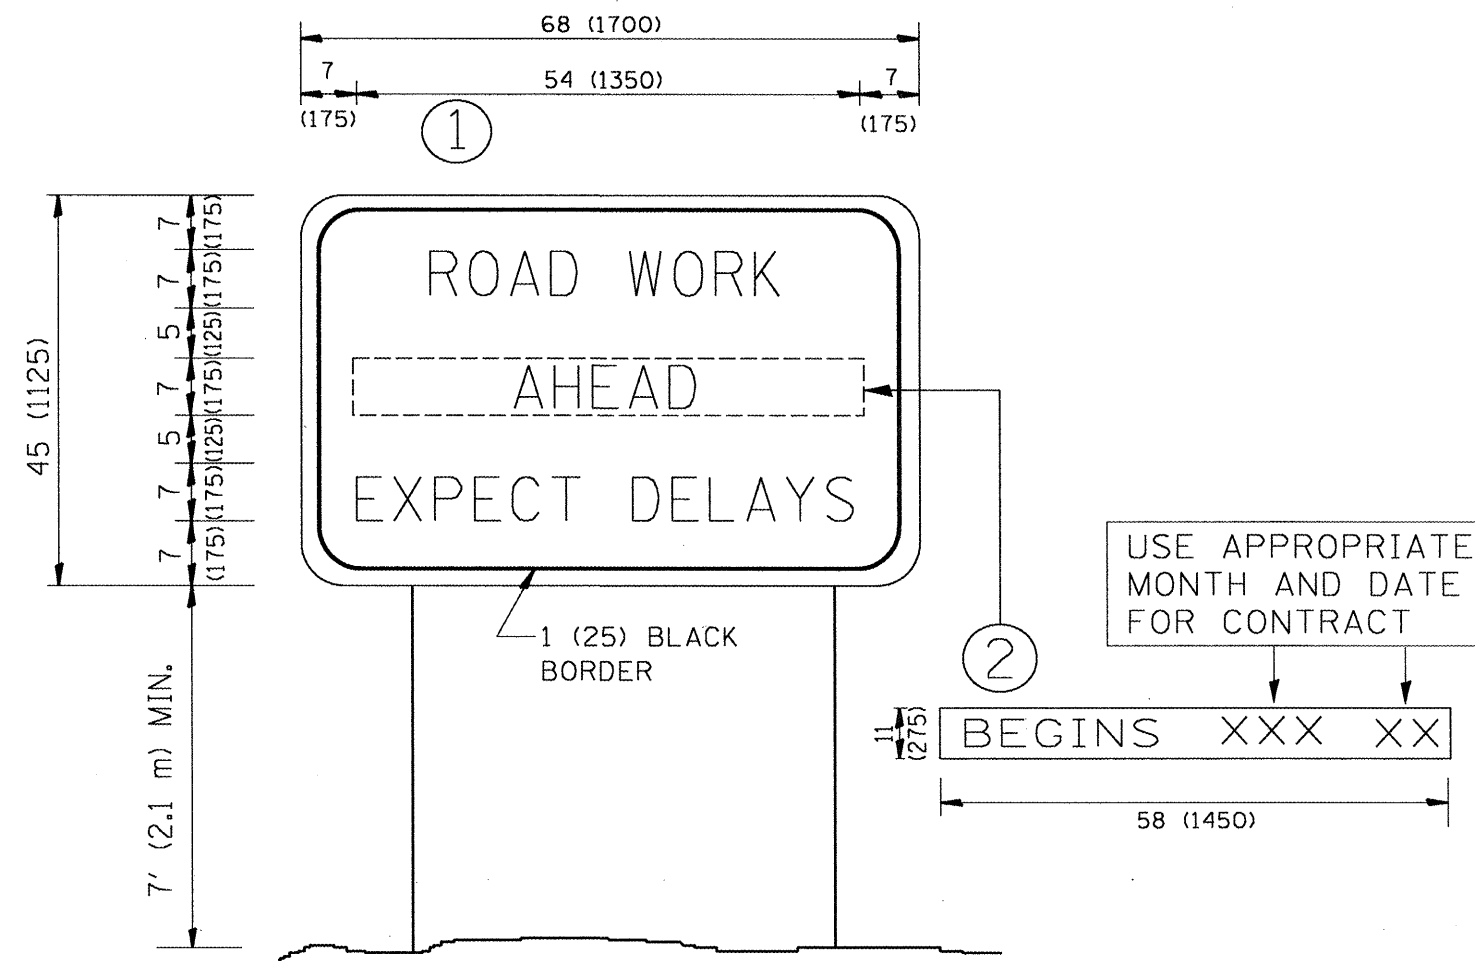 68 (1700)
7
54 (1350)
7
(175)
(175)
1
7
(175)
7
(175)
5
(125)
7
(175)
5
(125)
7
(175)
7
(175)
45 (1125)
ROAD WORK
AHEAD
EXPECT DELAYS
1 (25) BLACK
BORDER
7' (2.1 m) MIN.
2
USE APPROPRIATE
MONTH AND DATE
FOR CONTRACT
11
(275)
BEGINS XXX XX
58 (1450)